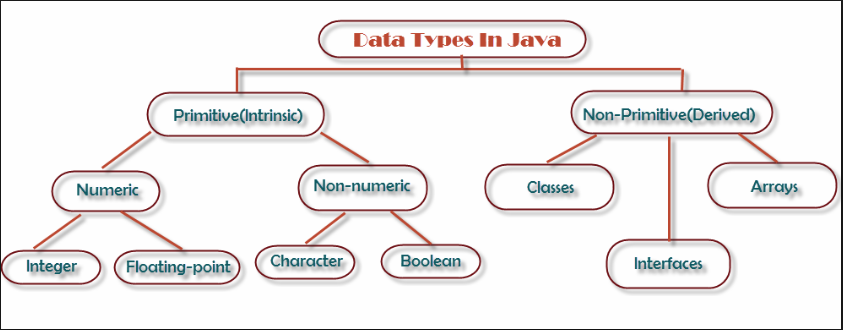 Data Types In Java
Primitive(Intrinsic)
Non-Primitive(Derived)
Numeric
Non-numeric
Classes
Arrays
Integer
Floating-point
Character
Boolean
Interfaces